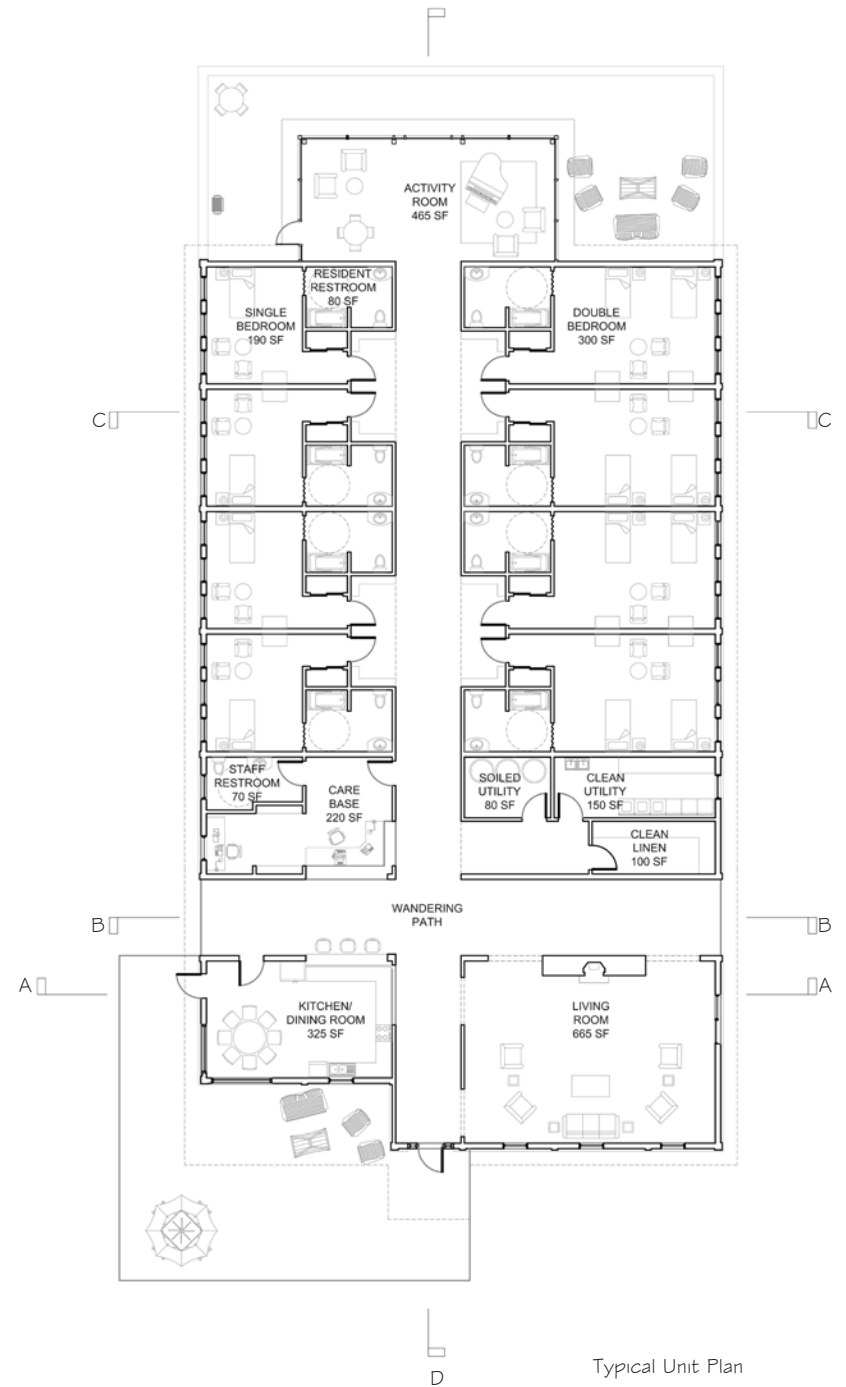 ACTIVITY
ROOM
465 SF
RESIDENT
RESTROOM
80 SF
SINGLE
BEDROOM
190 SF
DOUBLE
BEDROOM
300 SF
C
C
STAFF
RESTROOM
70 SF
CARE
BASE
220 SF
SOILED
UTILITY
80 SF
CLEAN
UTILITY
150 SF
CLEAN
LINEN
100 SF
WANDERING
PATH
B
B
A
A
KITCHEN/
DINING ROOM
325 SF
LIVING
ROOM
665 SF
D
Typical Unit Plan